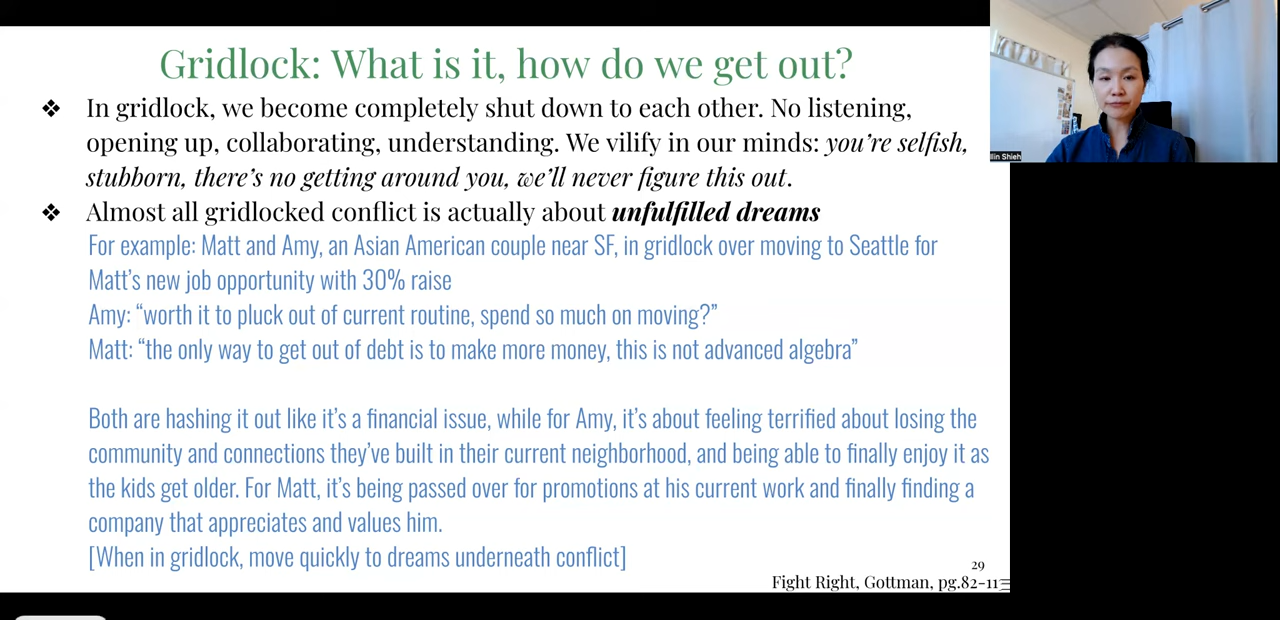 Gridlock: What is it, how do we get out?
❖ In gridlock, we become completely shut down to each other. No listening,
opening up, collaborating, understanding. We vilify in our minds: you're selfish,
stubborn, there's no getting around you, we'll never figure this out.
❖ Almost all gridlocked conflict is actually about unfulfilled dreams
For example: Matt and Amy, an Asian American couple near SF, in gridlock over moving to Seattle for
Matt's new job opportunity with 30% raise
Amy: “worth it to pluck out of current routine, spend so much on moving?”
Matt: “the only way to get out of debt is to make more money, this is not advanced algebra”
Both are hashing it out like it's a financial issue, while for Amy, it's about feeling terrified about losing the
community and connections they've built in their current neighborhood, and being able to finally enjoy it as
the kids get older. For Matt, it's being passed over for promotions at his current work and finally finding a
company that appreciates and values him.
[When in gridlock, move quickly to dreams underneath conflict]
29
Fight Right, Gottman, pg.82-11
Shieh